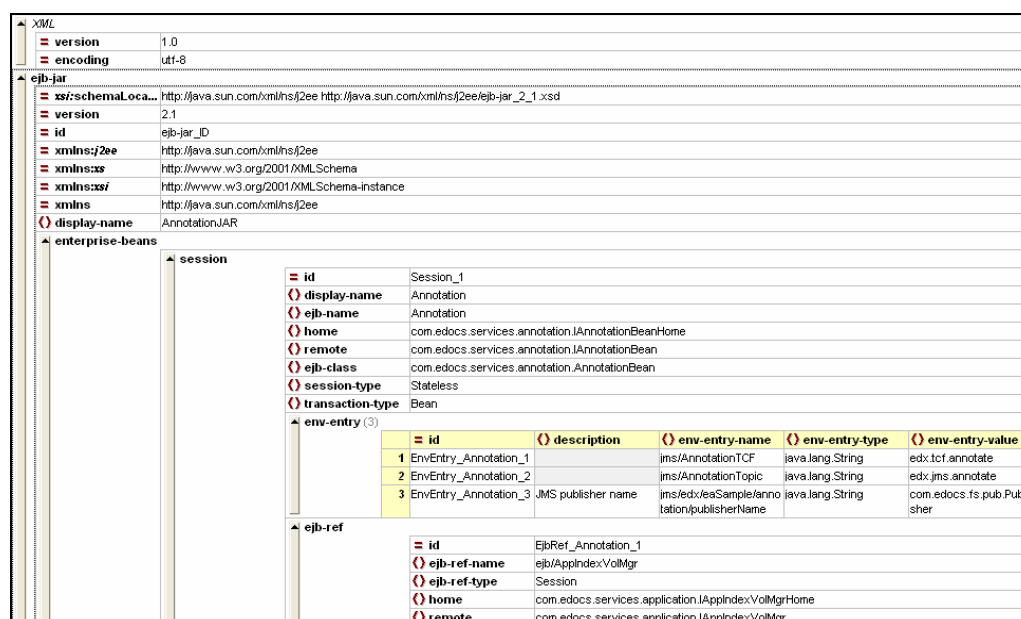 XML
= version 1.0
= encoding utf-8
ejb-jar
= xsi:schemaLoca... http://java.sun.com/xml/ns/j2ee http://java.sun.com/xml/ns/j2ee/ejb-jar_2_1.xsd
= version 2.1
= id ejb-jar_ID
= xmlns:j2ee http://java.sun.com/xml/ns/j2ee
= xmlns:xs http://www.w3.org/2001/XMLSchema
= xmlns:xsi http://www.w3.org/2001/XMLSchema-instance
= xmlns http://java.sun.com/xml/ns/j2ee
() display-name AnnotationJAR
enterprise-beans
session
= id Session_1
() display-name Annotation
() ejb-name Annotation
() home com.edocs.services.annotation.IAnnotationBeanHome
() remote com.edocs.services.annotation.IAnnotationBean
() ejb-class com.edocs.services.annotation.AnnotationBean
() session-type Stateless
() transaction-type Bean
env-entry (3)
= id () description () env-entry-name () env-entry-type () env-entry-value
1 EnvEntry_Annotation_1 jms/AnnotationTCF java.lang.String edx.tcf.annotate
2 EnvEntry_Annotation_2 jms/AnnotationTopic java.lang.String edx.jms.annotate
3 EnvEntry_Annotation_3 JMS publisher name jms/edx/eaSample/anno java.lang.String com.edocs.fs.pub.Pub
tation/publisherName sher
ejb-ref
= id EjbRef_Annotation_1
() ejb-ref-name ejb/AppIndexVolMgr
() ejb-ref-type Session
() home com.edocs.services.application.IAppIndexVolMgrHome
() remote com.edocs.services.application.IAppIndexVolMgr